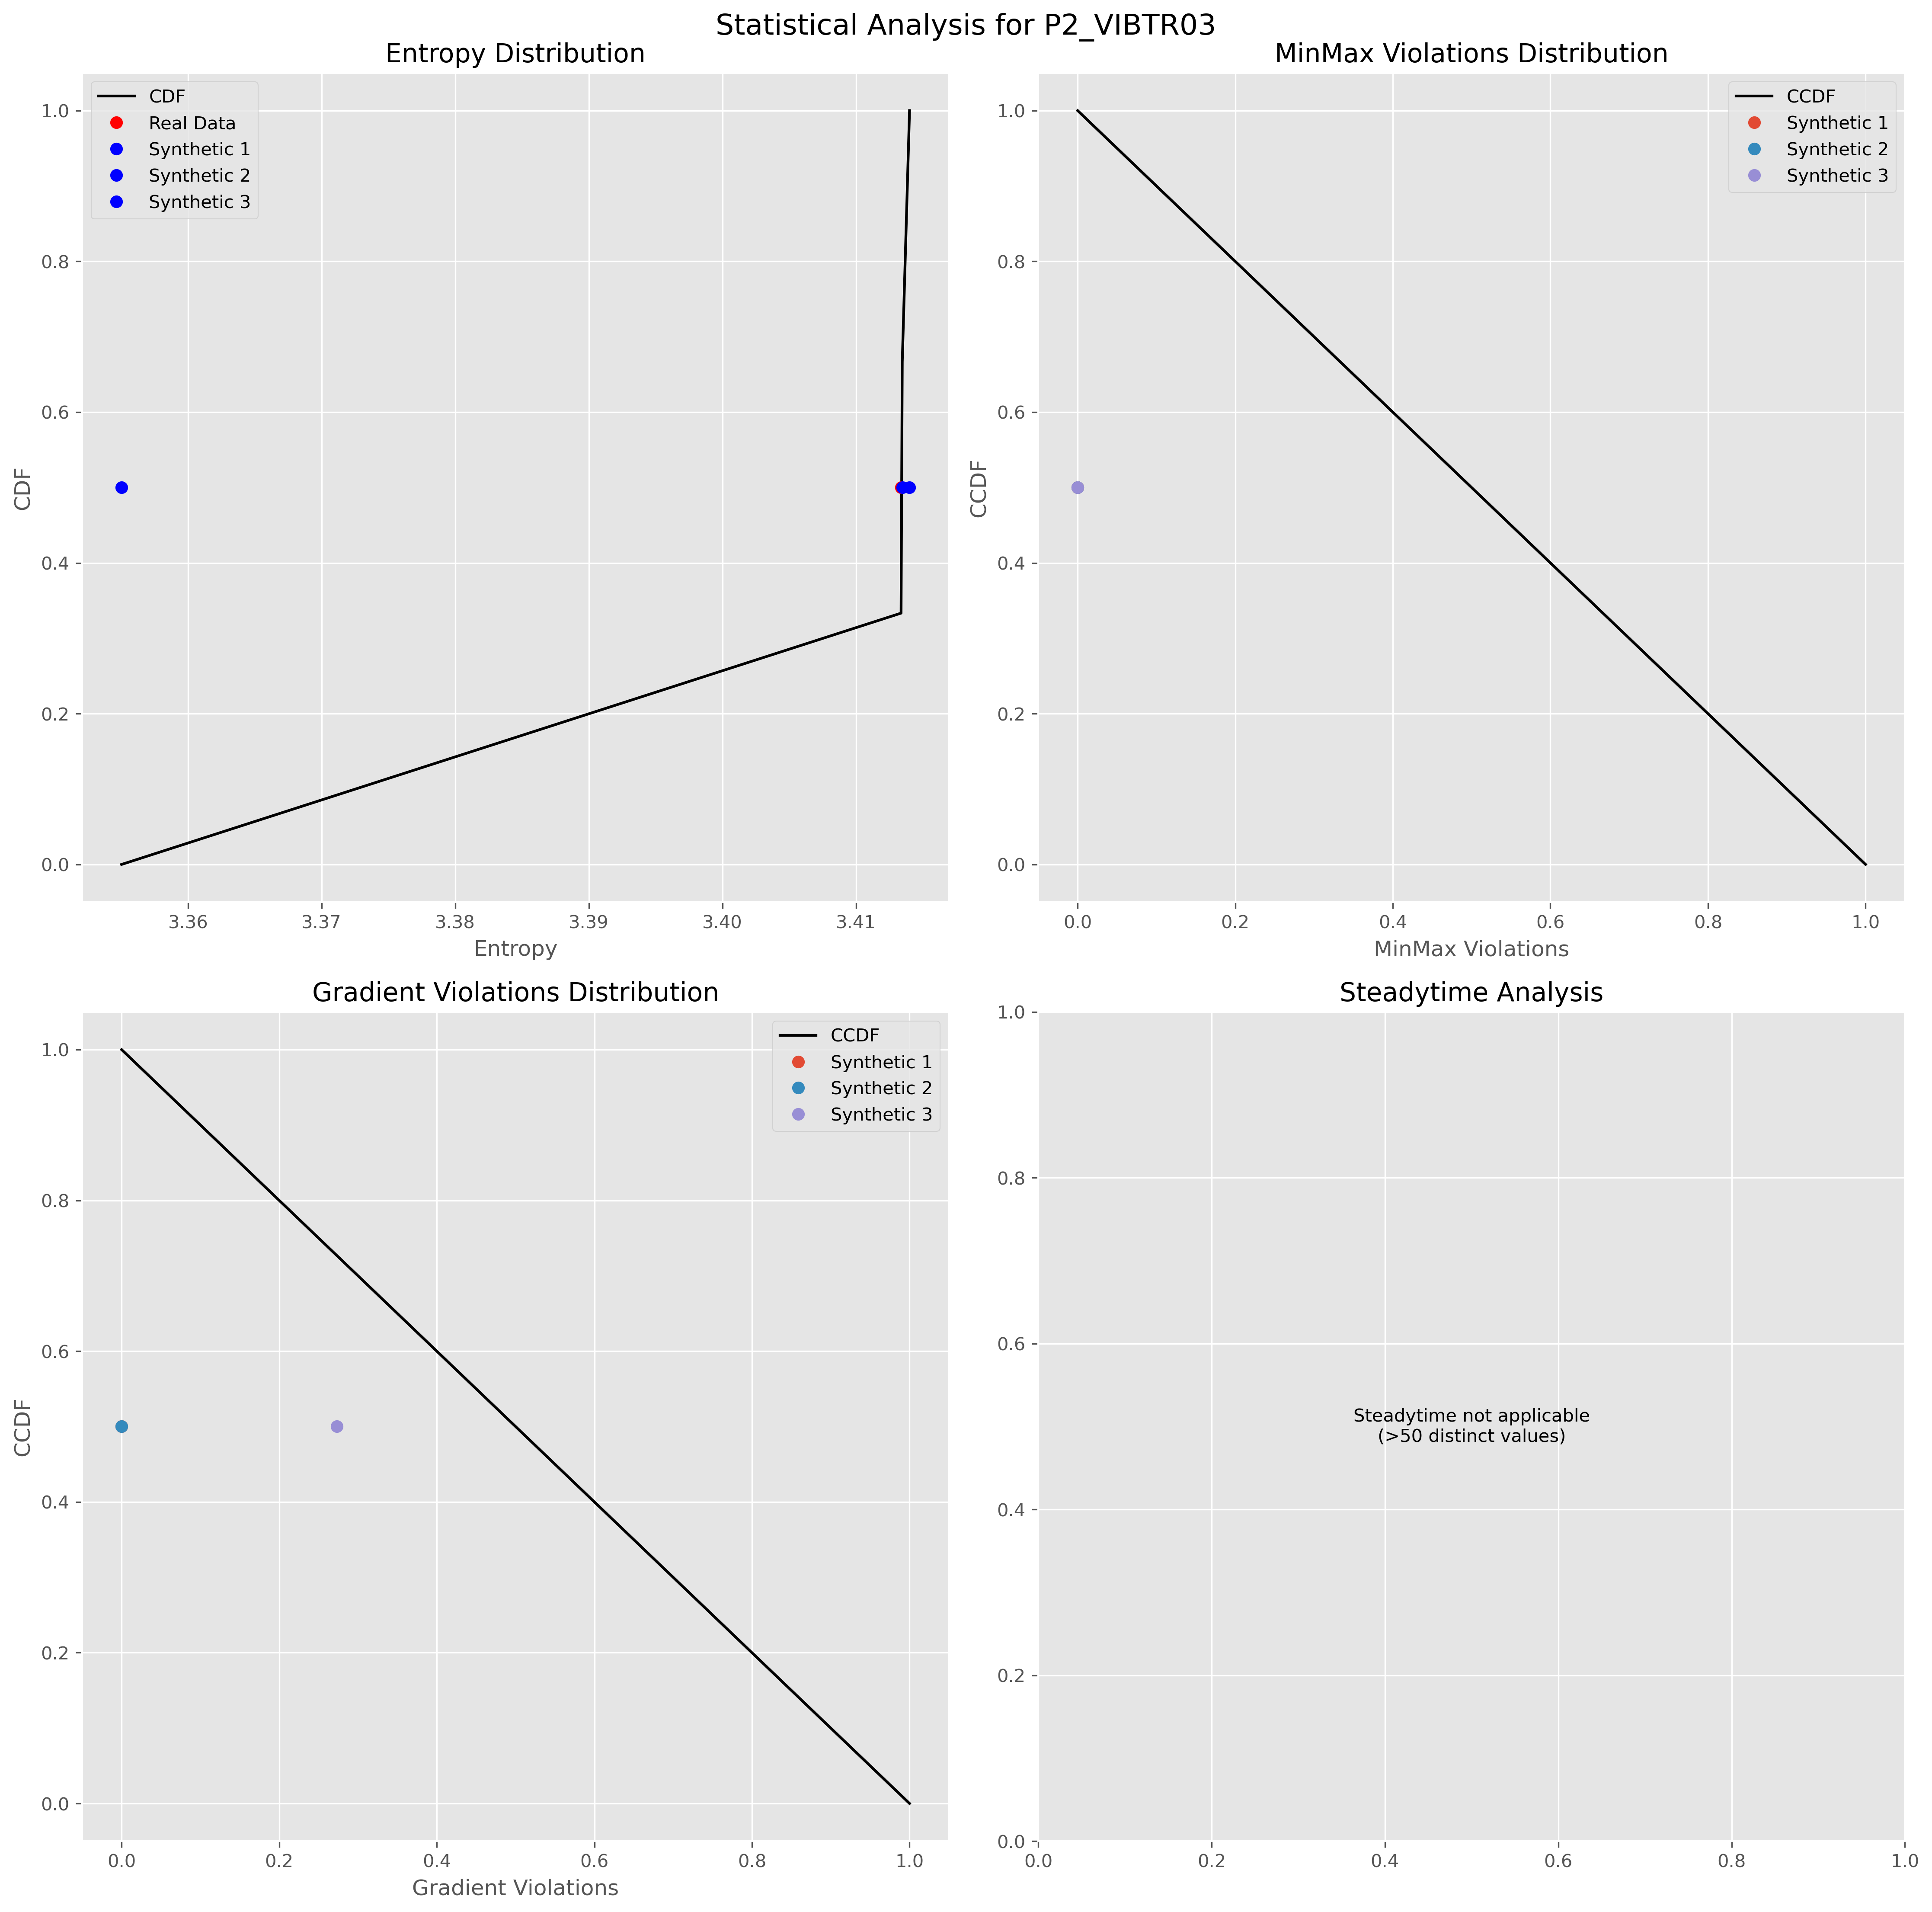 Statistical Analysis for P2_VIBTR03
Entropy Distribution
CDF
Real Data
Synthetic 1
Synthetic 2
Synthetic 3
1.0
0.8
0.6
0.4
0.2
0.0
CDF
3.36
3.37
3.38
3.39
3.40
3.41
Entropy
MinMax Violations Distribution
CCDF
Synthetic 1
Synthetic 2
Synthetic 3
1.0
0.8
0.6
0.4
0.2
0.0
CCDF
0.0
0.2
0.4
0.6
0.8
1.0
MinMax Violations
Gradient Violations Distribution
CCDF
Synthetic 1
Synthetic 2
Synthetic 3
1.0
0.8
0.6
0.4
0.2
0.0
CCDF
0.0
0.2
0.4
0.6
0.8
1.0
Gradient Violations
Steadytime Analysis
1.0
0.8
0.6
0.4
0.2
0.0
Steadytime not applicable
(>50 distinct values)
0.0
0.2
0.4
0.6
0.8
1.0